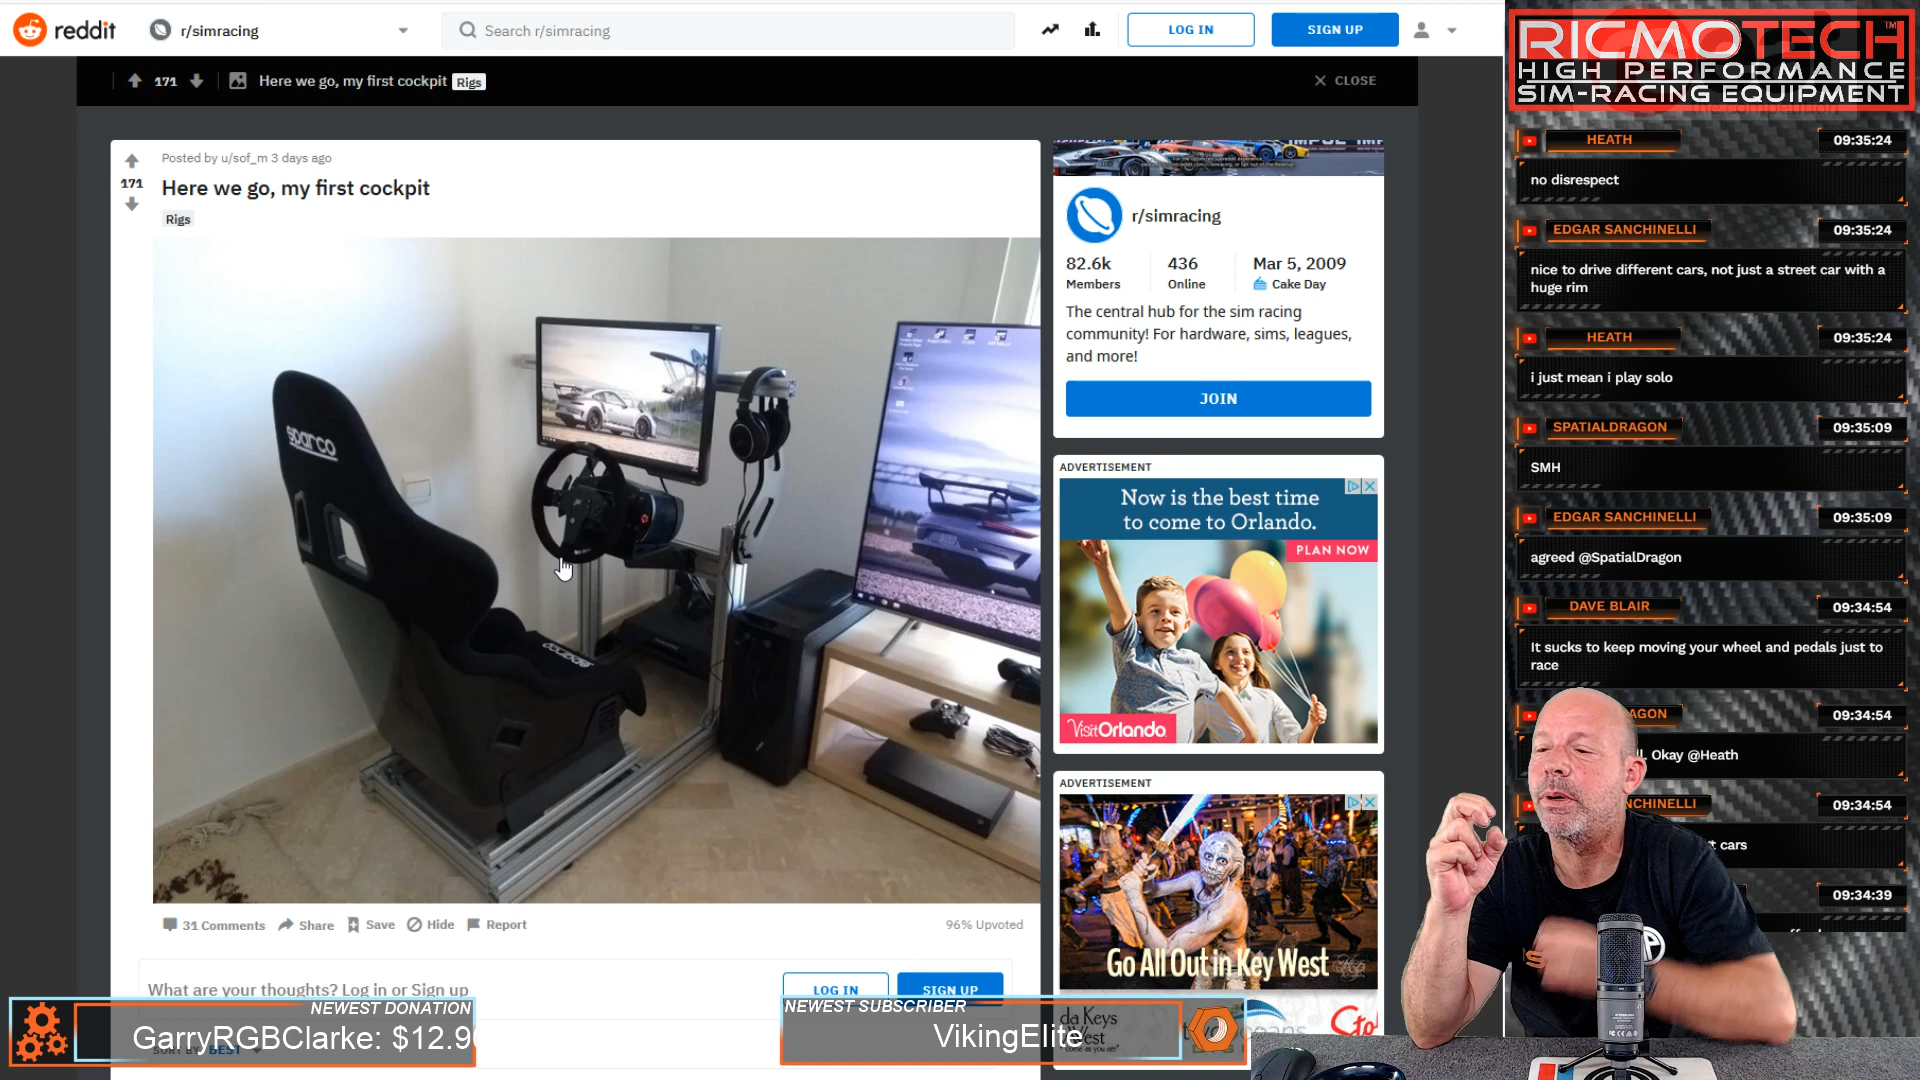 reddit
r/simracing
Search r/simracing
LOG IN
SIGN UP
171
Here we go, my first cockpit
Rigs
CLOSE
Posted by u/sof_m 3 days ago
171
Here we go, my first cockpit
Rigs
sparco
31 Comments
Share
Save
Hide
Report
96% Upvoted
What are your thoughts? Log in or Sign up
LOG IN
SIGN UP
SORT BY BEST
r/simracing
82.6k
Members
436
Online
Mar 5, 2009
Cake Day
The central hub for the sim racing
community! For hardware, sims, leagues,
and more!
JOIN
ADVERTISEMENT
Now is the best time
to come to Orlando.
PLAN NOW
VisitOrlando
ADVERTISEMENT
Go All Out in Key West
NEWEST DONATION
GarryRGBClarke: $12.9
NEWEST SUBSCRIBER
VikingElite
RICMOTECH™
HIGH PERFORMANCE
SIM-RACING EQUIPMENT
HEATH
09:35:24
no disrespect
EDGAR SANCHINELLI
09:35:24
nice to drive different cars, not just a street car with a
huge rim
HEATH
09:35:24
i just mean i play solo
SPATIALDRAGON
09:35:09
SMH
EDGAR SANCHINELLI
09:35:09
agreed @SpatialDragon
DAVE BLAIR
09:34:54
It sucks to keep moving your wheel and pedals just to
race
AGON
09:34:54
Okay @Heath
NCHINELLI
09:34:54
t cars
09:34:39